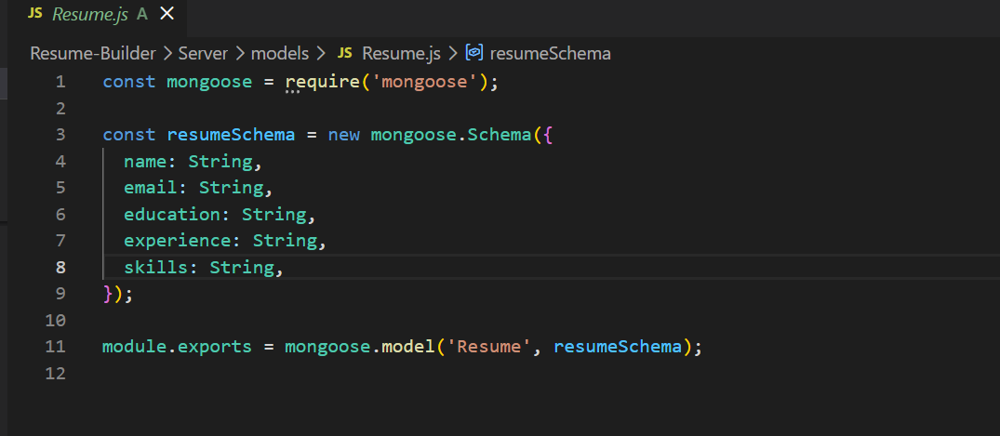 JS Resume.js A X
Resume-Builder > Server > models > JS Resume.js > resumeSchema
1 const mongoose = require('mongoose');
2
3 const resumeSchema = new mongoose.Schema({
4 name: String,
5 email: String,
6 education: String,
7 experience: String,
8 skills: String,
9 });
10
11 module.exports = mongoose.model('Resume', resumeSchema);
12